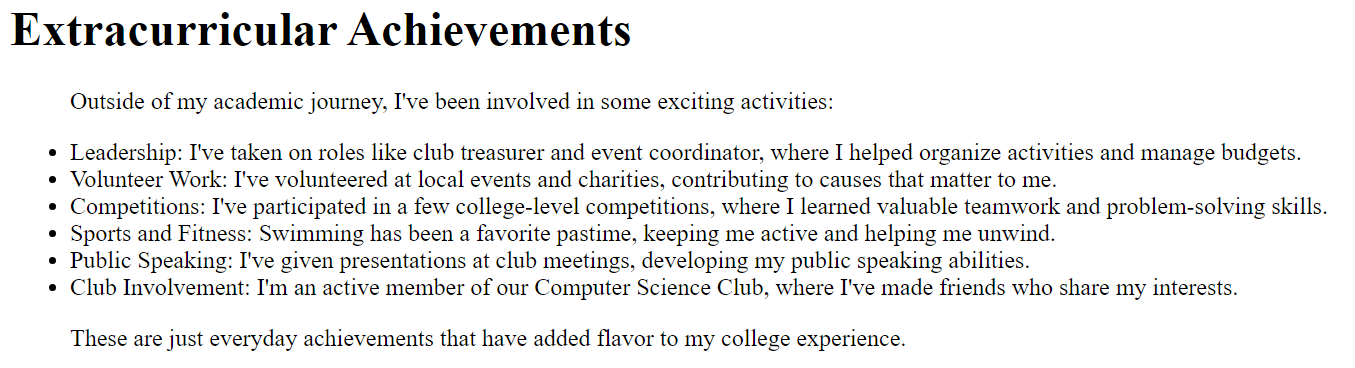 Extracurricular Achievements
Outside of my academic journey, I've been involved in some exciting activities:
• Leadership: I've taken on roles like club treasurer and event coordinator, where I helped organize activities and manage budgets.
• Volunteer Work: I've volunteered at local events and charities, contributing to causes that matter to me.
• Competitions: I've participated in a few college-level competitions, where I learned valuable teamwork and problem-solving skills.
• Sports and Fitness: Swimming has been a favorite pastime, keeping me active and helping me unwind.
• Public Speaking: I've given presentations at club meetings, developing my public speaking abilities.
• Club Involvement: I'm an active member of our Computer Science Club, where I've made friends who share my interests.
These are just everyday achievements that have added flavor to my college experience.